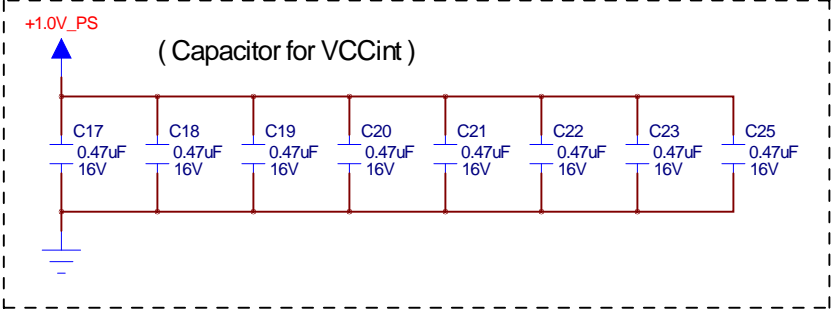 +1.0V_PS
( Capacitor for VCCint )
C17 C18 C19 C20 C21 C22 C23 C25
0.47uF 0.47uF 0.47uF 0.47uF 0.47uF 0.47uF 0.47uF 0.47uF
16V 16V 16V 16V 16V 16V 16V 16V